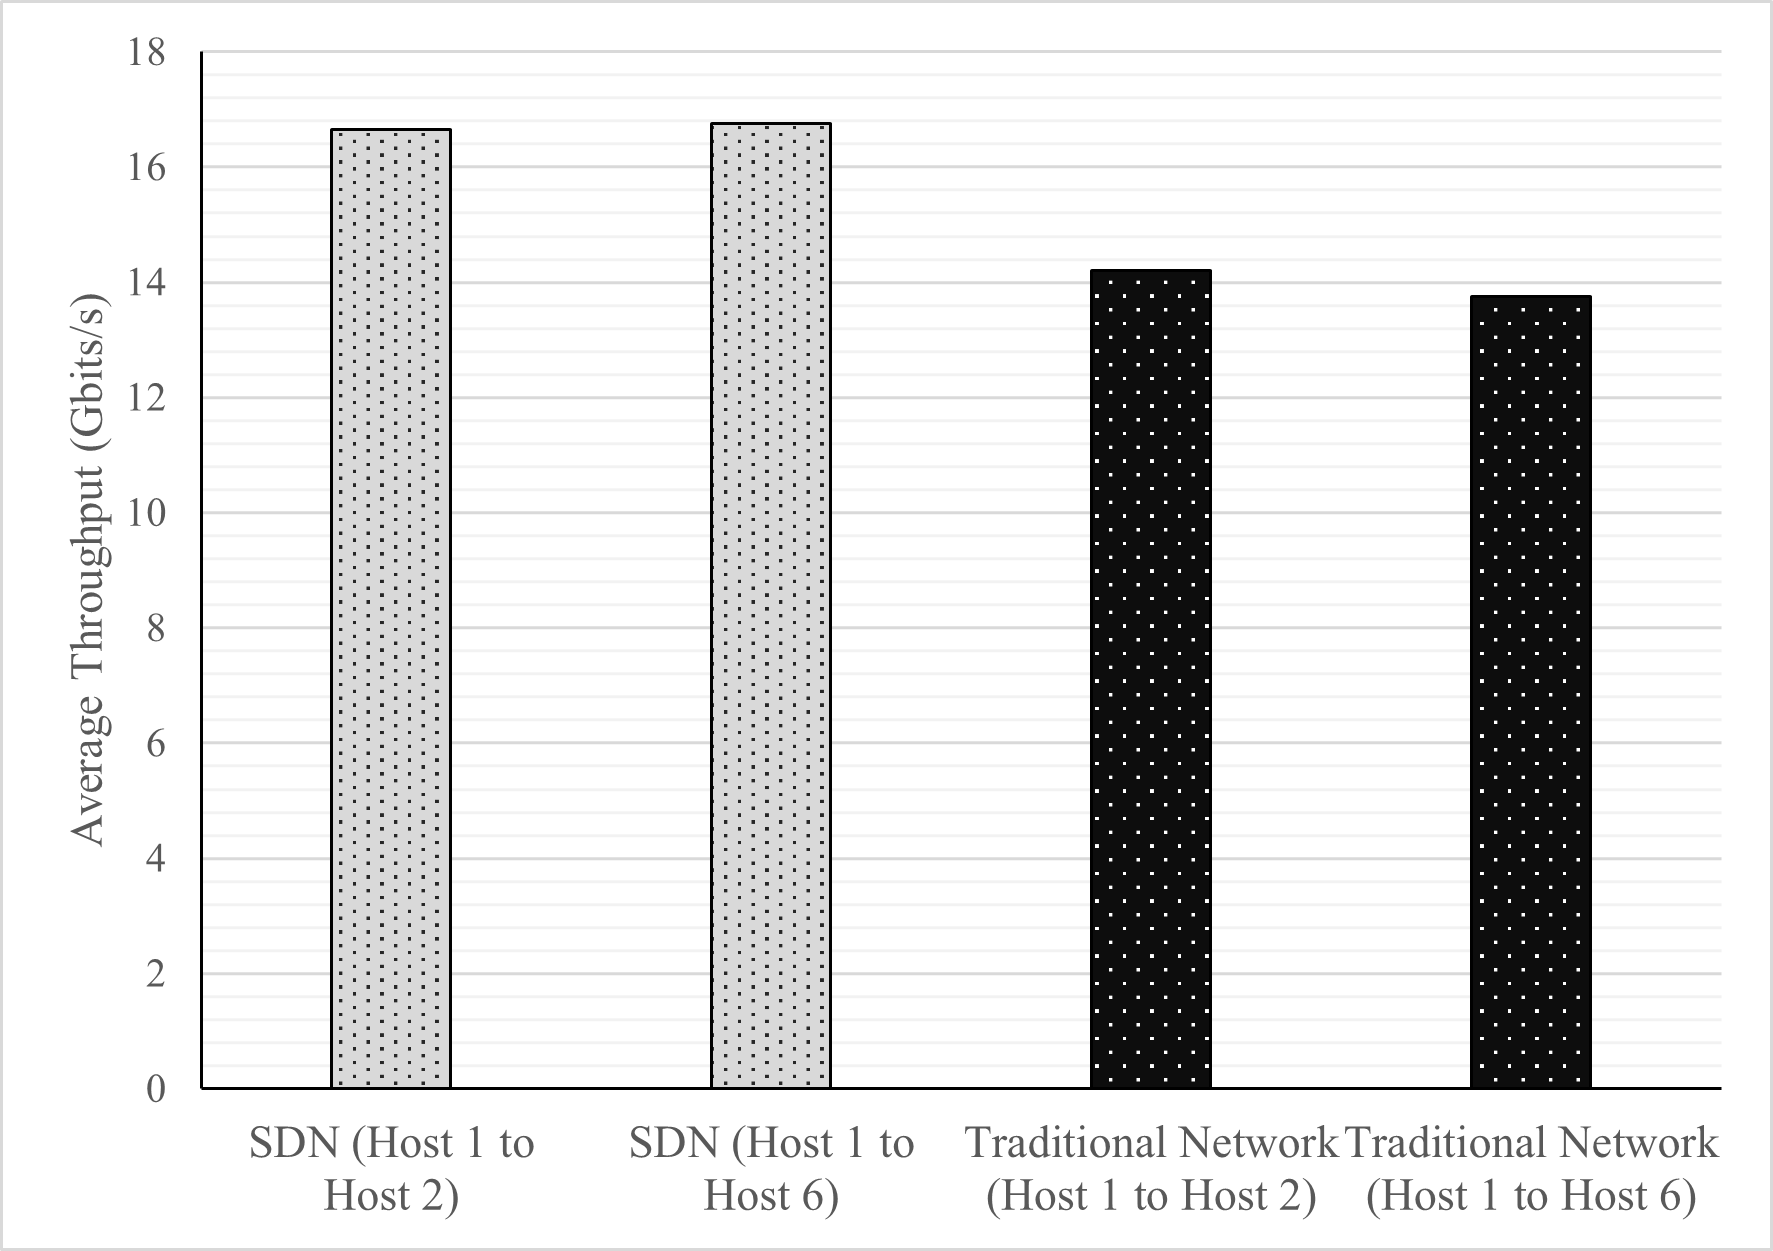 18
16
14
12
10
8
6
4
2
0
Average Throughput (Gbits/s)
SDN (Host 1 to
Host 2)
SDN (Host 1 to
Host 6)
Traditional Network
(Host 1 to Host 2)
Traditional Network
(Host 1 to Host 6)